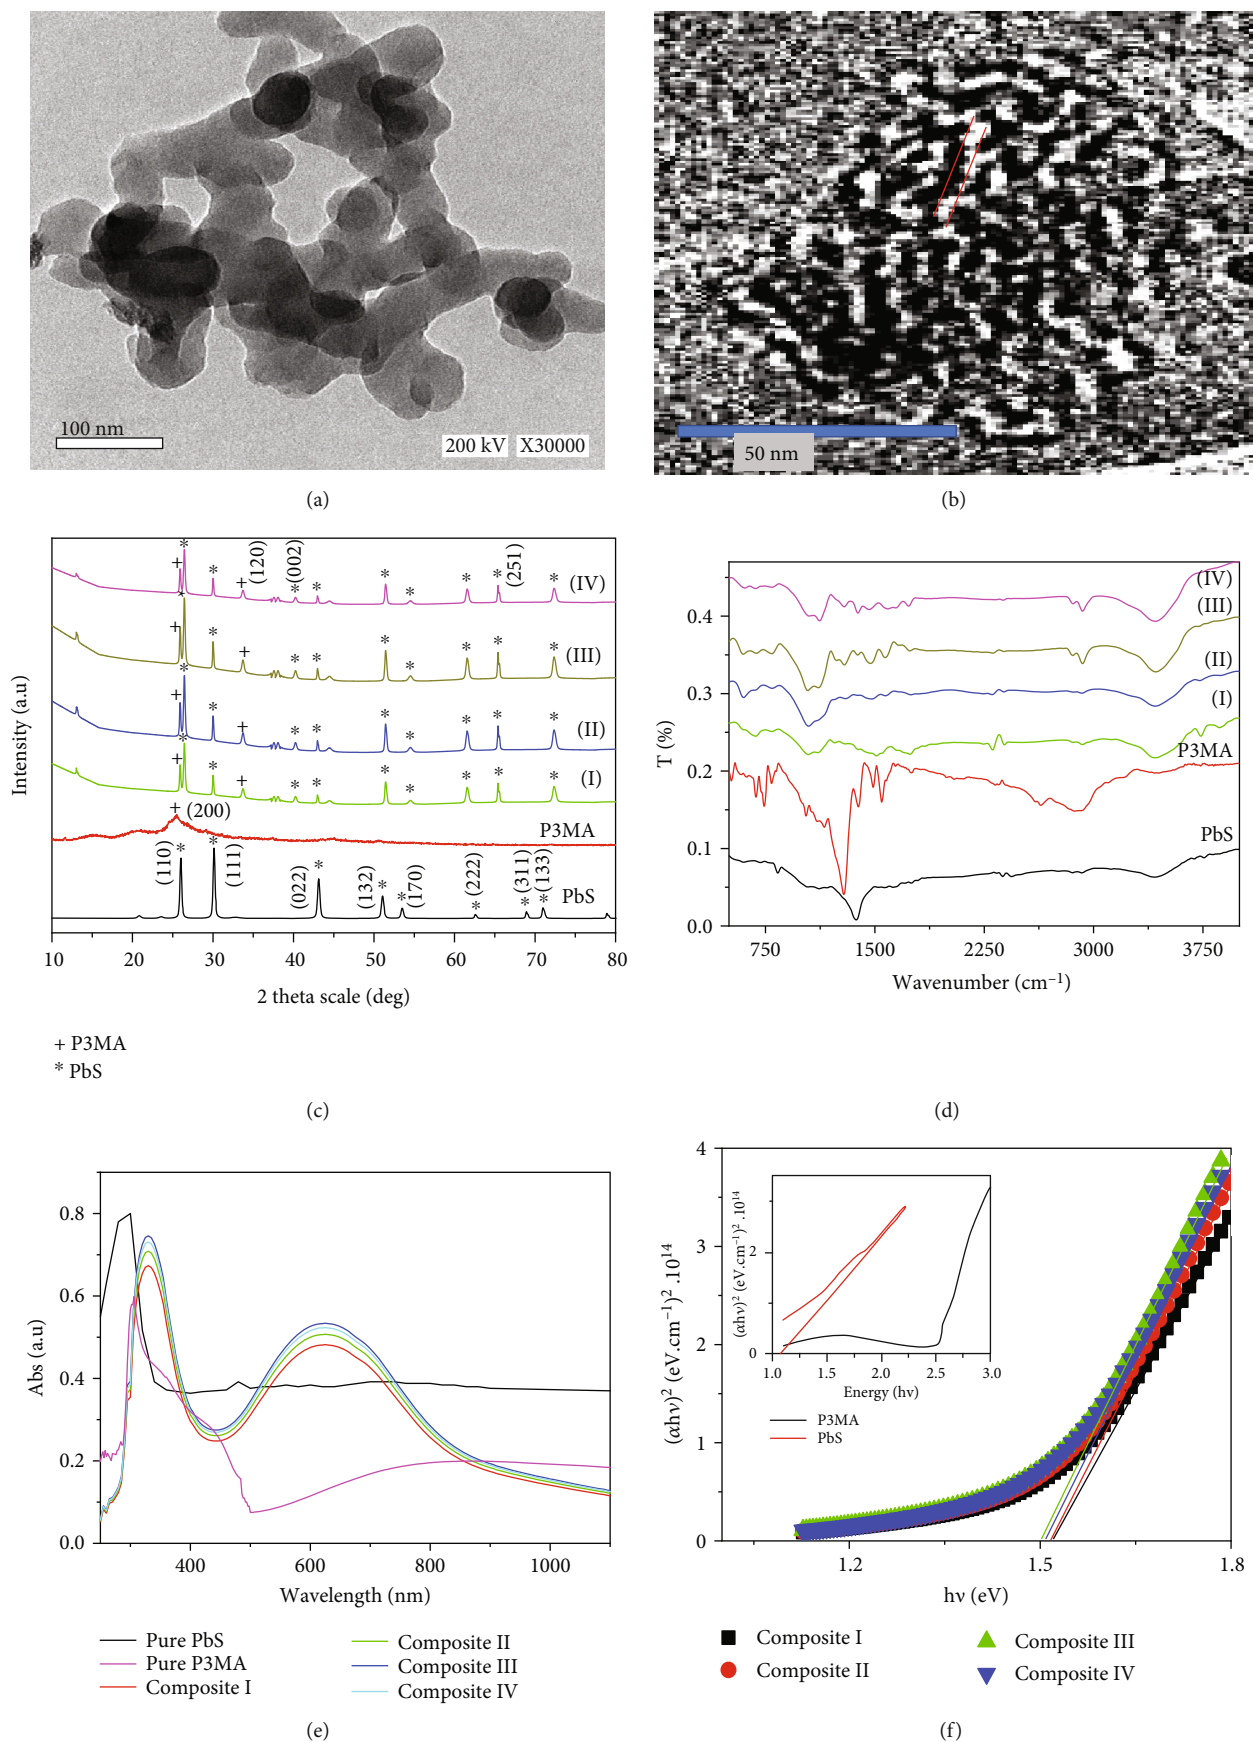 100 nm
200 kV X30000
(a)
50 nm
(b)
Intensity (a.u)
(120)
(002)
(251)
(IV)
(III)
(II)
(I)
+ (200)
P3MA
(110)
(111)
(022)
(132)
(170)
(222)
(311)
(133)
PbS
10 20 30 40 50 60 70 80
2 theta scale (deg)
+ P3MA
* PbS
(c)
T (%)
0.4
0.3
0.2
0.1
0.0
(IV)
(III)
(II)
(I)
P3MA
PbS
750 1500 2250 3000 3750
Wavenumber (cm⁻¹)
(d)
Abs (a.u)
0.8
0.6
0.4
0.2
0.0
400 600 800 1000
Wavelength (nm)
Pure PbS
Pure P3MA
Composite I
Composite II
Composite III
Composite IV
(e)
(αhν)² (eV.cm⁻¹)² .10¹⁴
4
3
2
1
0
1.2 1.5 1.8
hν (eV)
(αhν)² (eV.cm⁻¹)² .10¹⁴
2
0
1.0 1.5 2.0 2.5 3.0
Energy (hν)
P3MA
PbS
Composite I
Composite II
Composite III
Composite IV
(f)